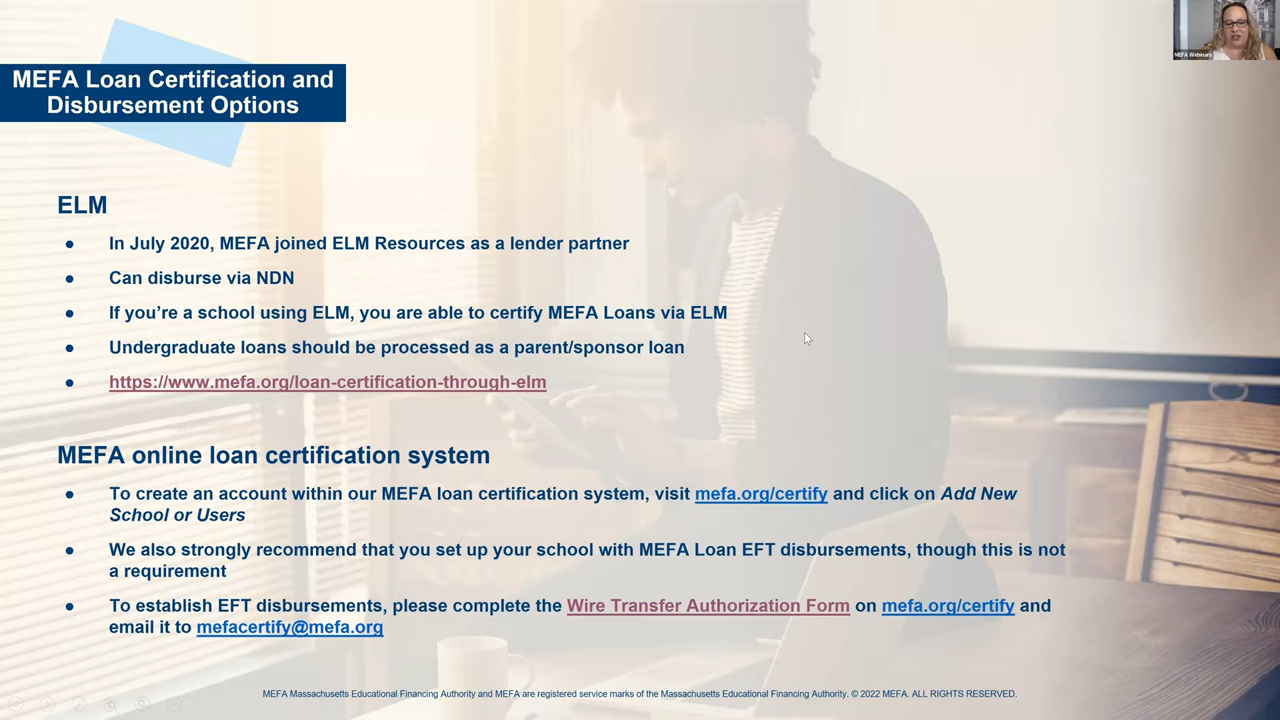 MEFA Webinars
MEFA Loan Certification and
Disbursement Options
ELM
● In July 2020, MEFA joined ELM Resources as a lender partner
● Can disburse via NDN
● If you’re a school using ELM, you are able to certify MEFA Loans via ELM
● Undergraduate loans should be processed as a parent/sponsor loan
● https://www.mefa.org/loan-certification-through-elm
MEFA online loan certification system
● To create an account within our MEFA loan certification system, visit mefa.org/certify and click on Add New
School or Users
● We also strongly recommend that you set up your school with MEFA Loan EFT disbursements, though this is not
a requirement
● To establish EFT disbursements, please complete the Wire Transfer Authorization Form on mefa.org/certify and
email it to mefacertify@mefa.org
MEFA Massachusetts Educational Financing Authority and MEFA are registered service marks of the Massachusetts Educational Financing Authority. © 2022 MEFA. ALL RIGHTS RESERVED.